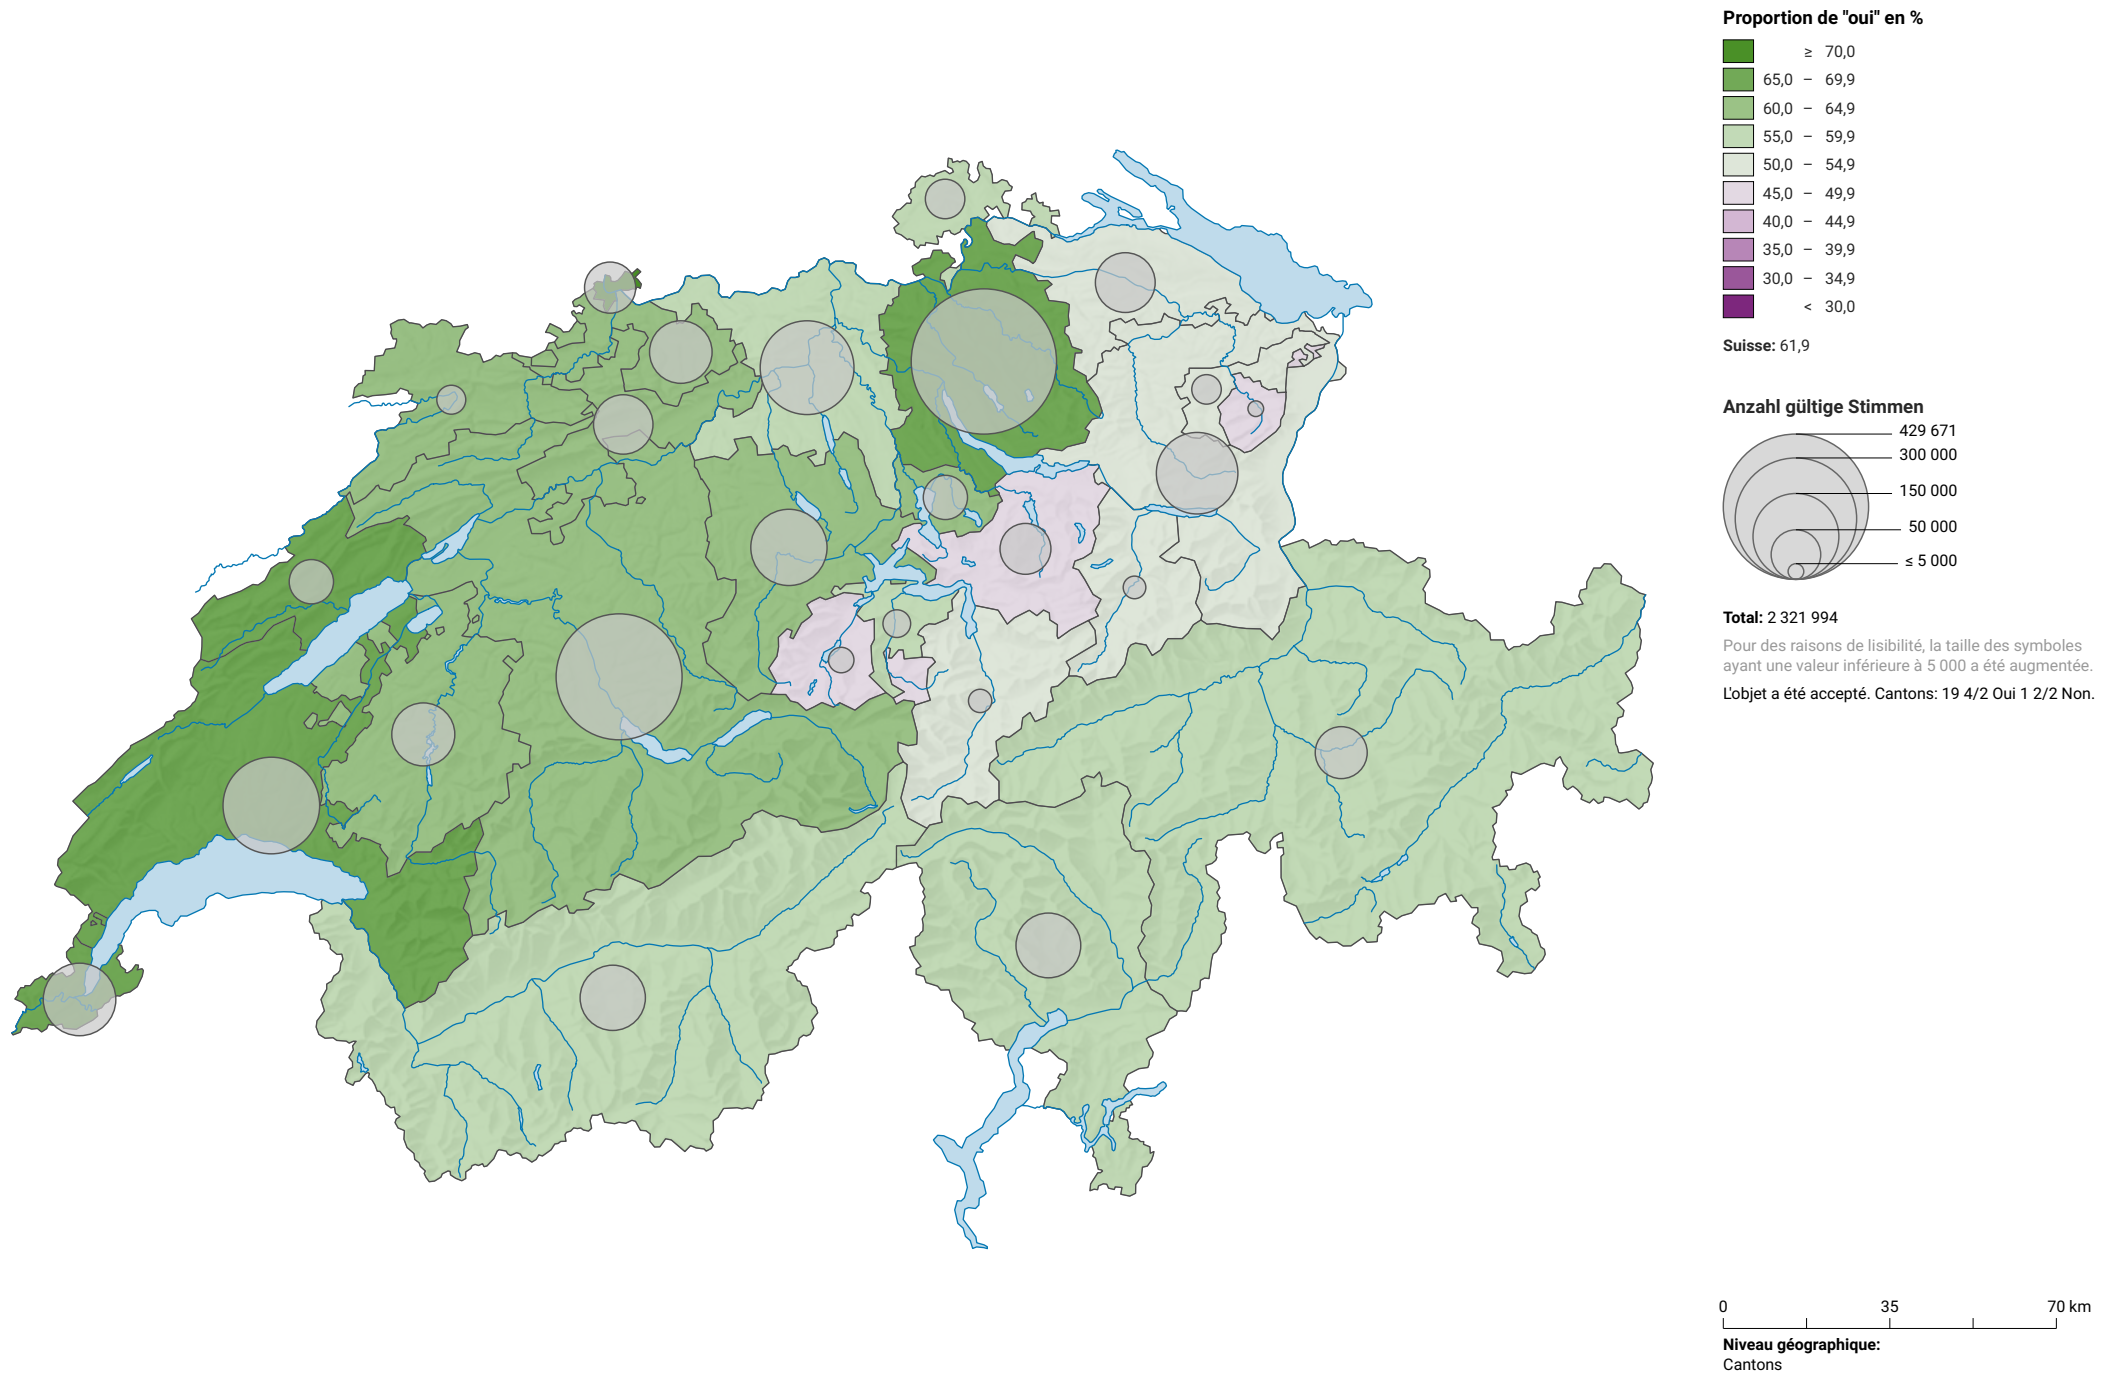 Proportion de "oui" en %
≥ 70,0
65,0 – 69,9
60,0 – 64,9
55,0 – 59,9
50,0 – 54,9
45,0 – 49,9
40,0 – 44,9
35,0 – 39,9
30,0 – 34,9
< 30,0
Suisse: 61,9
Anzahl gültige Stimmen
429 671
300 000
150 000
50 000
≤ 5 000
Total: 2 321 994
Pour des raisons de lisibilité, la taille des symboles
ayant une valeur inférieure à 5 000 a été augmentée.
L'objet a été accepté. Cantons: 19 4/2 Oui 1 2/2 Non.
0 35 70 km
Niveau géographique:
Cantons